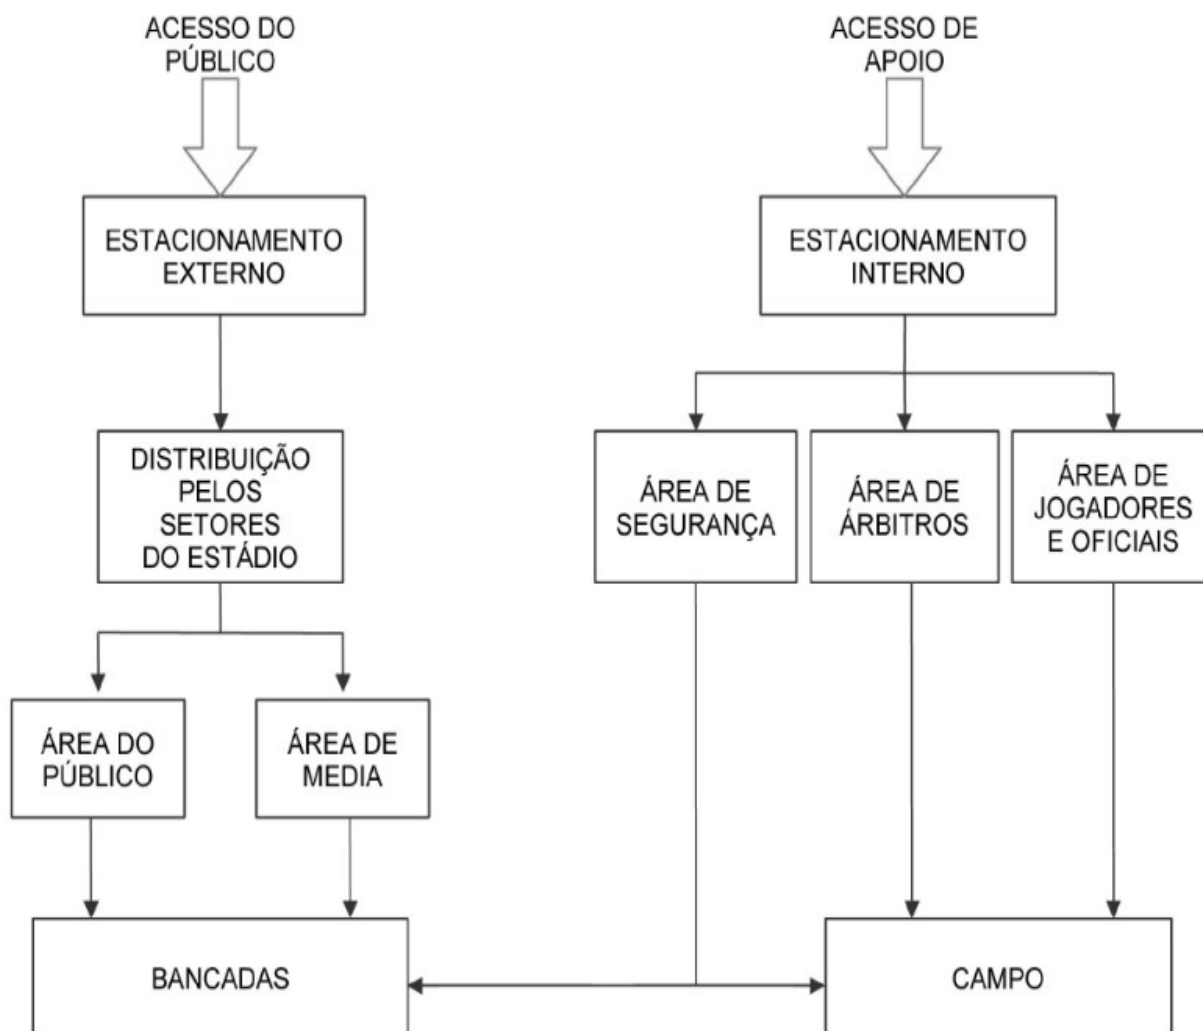 ACESSO DO
PÚBLICO
ACESSO DE
APOIO
ESTACIONAMENTO
EXTERNO
ESTACIONAMENTO
INTERNO
DISTRIBUIÇÃO
PELOS
SETORES
DO ESTÁDIO
ÁREA DE
SEGURANÇA
ÁREA DE
ÁRBITROS
ÁREA DE
JOGADORES
E OFICIAIS
ÁREA DO
PÚBLICO
ÁREA DE
MEDIA
BANCADAS
CAMPO